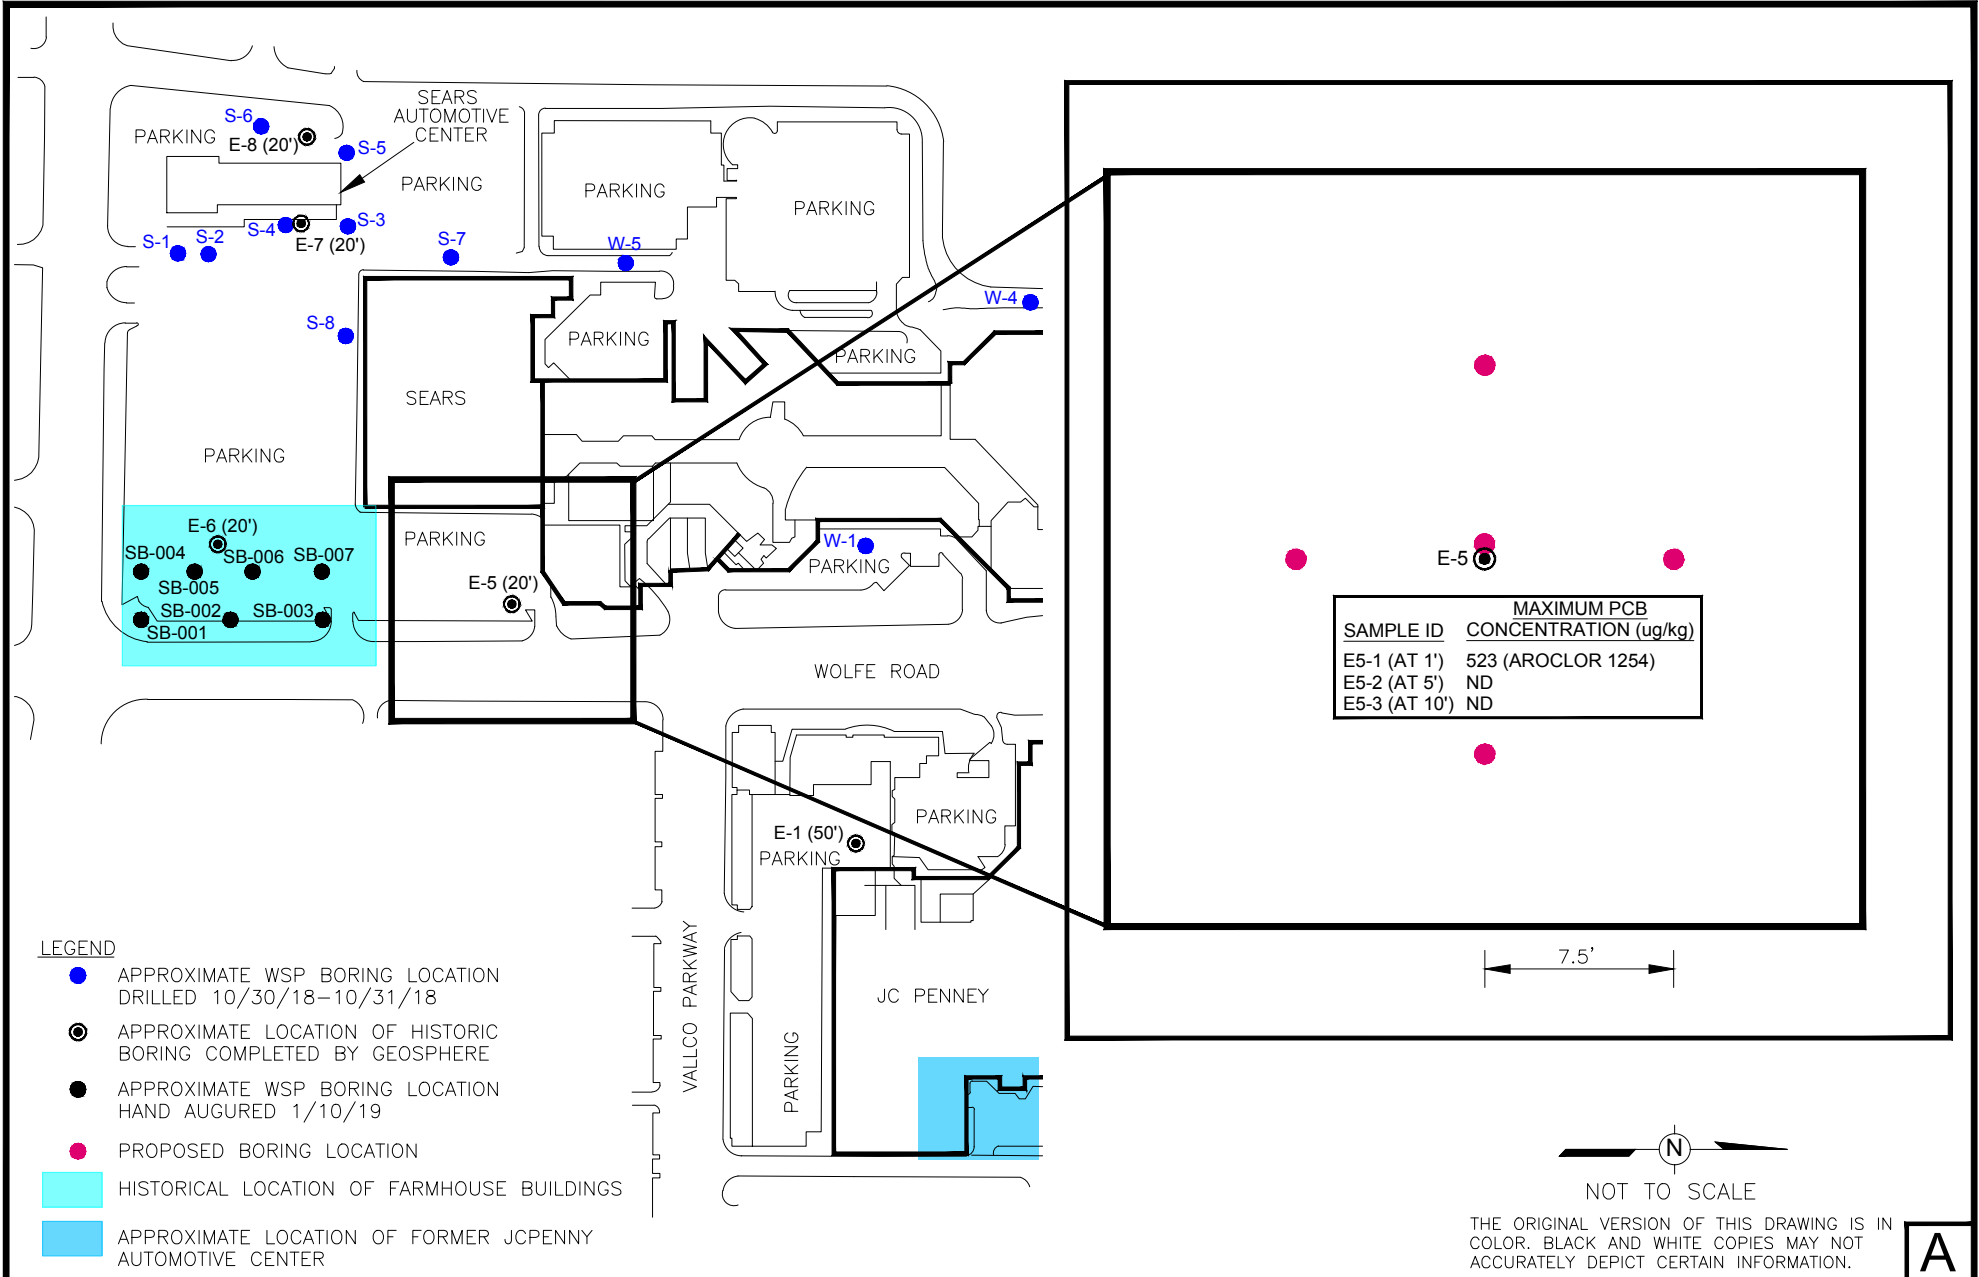 SEARS
AUTOMOTIVE
CENTER
S-6
PARKING
E-8 (20')
S-5
PARKING
PARKING
PARKING
S-4
S-3
E-7 (20')
S-1
S-2
S-7
W-5
W-4
S-8
PARKING
PARKING
SEARS
PARKING
E-6 (20')
SB-004
SB-006
SB-007
SB-005
SB-002
SB-003
SB-001
PARKING
E-5 (20')
W-1
PARKING
WOLFE ROAD
E-1 (50')
PARKING
PARKING
VALLCO PARKWAY
PARKING
JC PENNEY
E-5
MAXIMUM PCB
SAMPLE ID CONCENTRATION (ug/kg)
E5-1 (AT 1') 523 (AROCLOR 1254)
E5-2 (AT 5') ND
E5-3 (AT 10') ND
7.5'
LEGEND
APPROXIMATE WSP BORING LOCATION
DRILLED 10/30/18-10/31/18
APPROXIMATE LOCATION OF HISTORIC
BORING COMPLETED BY GEOSPHERE
APPROXIMATE WSP BORING LOCATION
HAND AUGURED 1/10/19
PROPOSED BORING LOCATION
HISTORICAL LOCATION OF FARMHOUSE BUILDINGS
APPROXIMATE LOCATION OF FORMER JCPENNY
AUTOMOTIVE CENTER
N
NOT TO SCALE
THE ORIGINAL VERSION OF THIS DRAWING IS IN
COLOR. BLACK AND WHITE COPIES MAY NOT
ACCURATELY DEPICT CERTAIN INFORMATION.
A